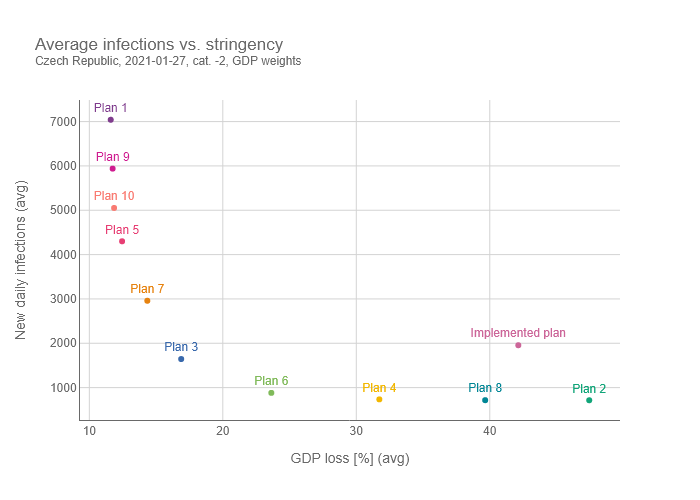 Average infections vs. stringency
Czech Republic, 2021-01-27, cat. -2, GDP weights
New daily infections (avg)
7000
6000
5000
4000
3000
2000
1000
Plan 1
Plan 9
Plan 10
Plan 5
Plan 7
Implemented plan
Plan 3
Plan 6
Plan 4
Plan 8
Plan 2
10
20
30
40
GDP loss [%] (avg)